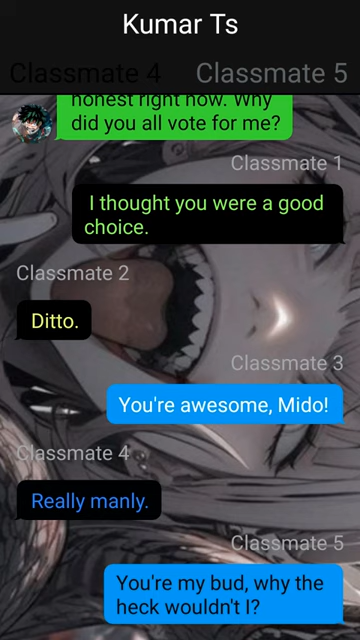 Kumar Ts
Classmate 4
Classmate 5
honest right now. Why
did you all vote for me?
Classmate 1
I thought you were a good
choice.
Classmate 2
Ditto.
Classmate 3
You're awesome, Mido!
Classmate 4
Really manly.
Classmate 5
You're my bud, why the
heck wouldn't I?